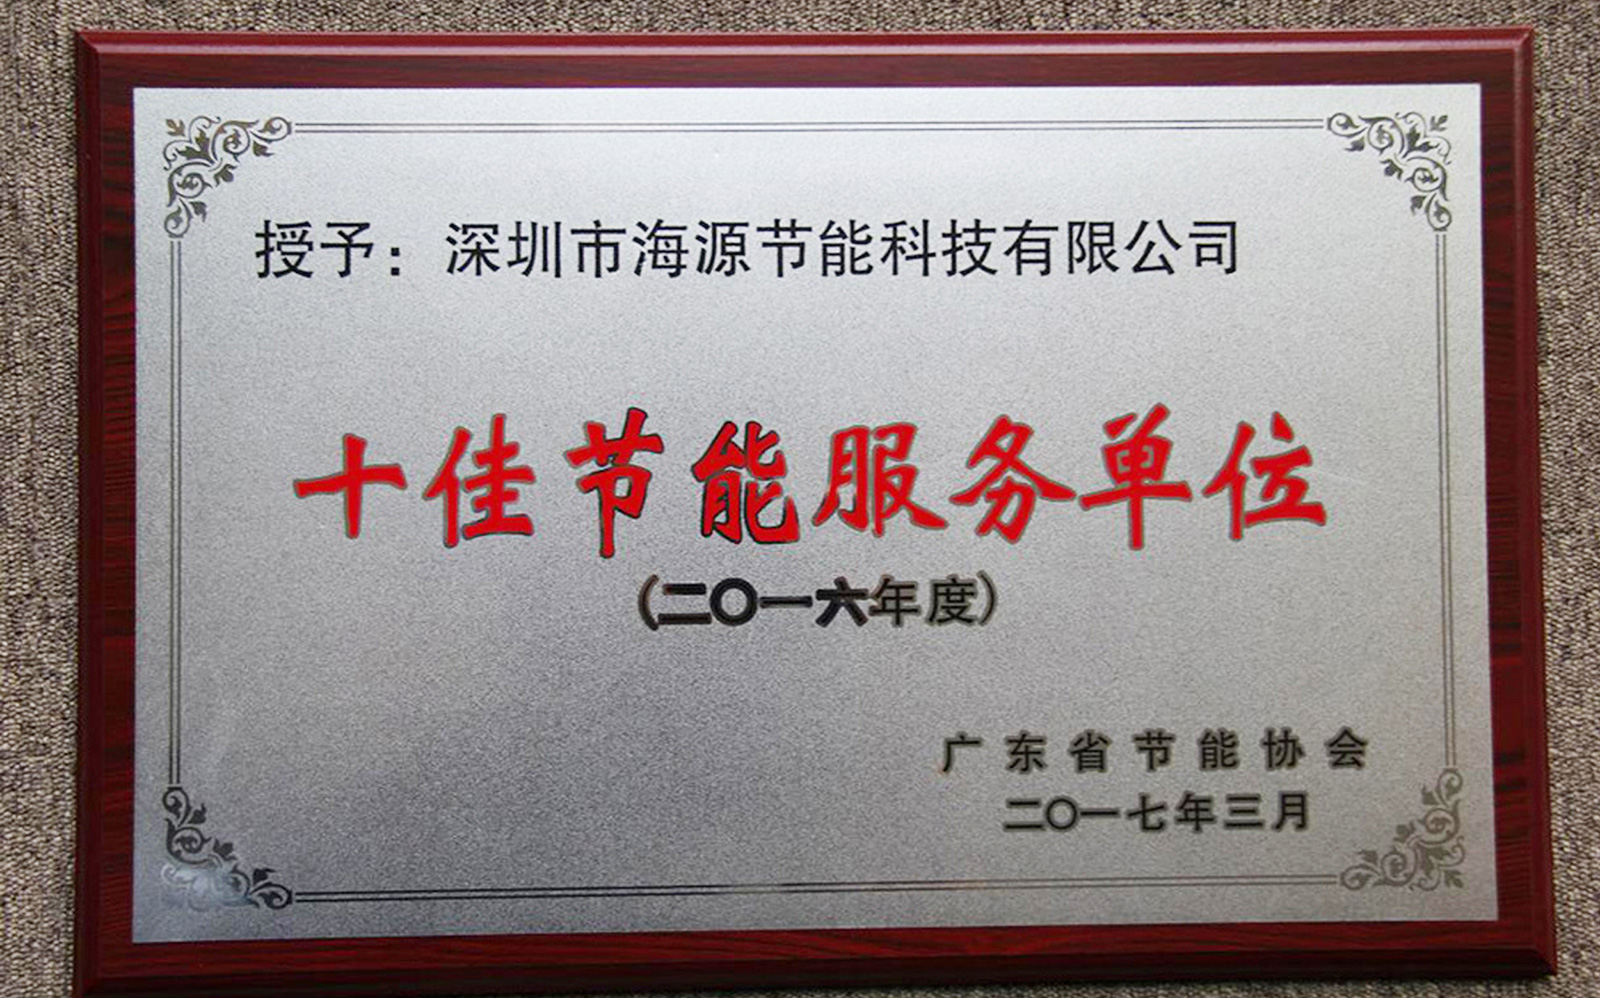 授予：深圳市海源节能科技有限公司
十佳节能服务单位
(二〇一六年度)
广东省节能协会
二〇一七年三月